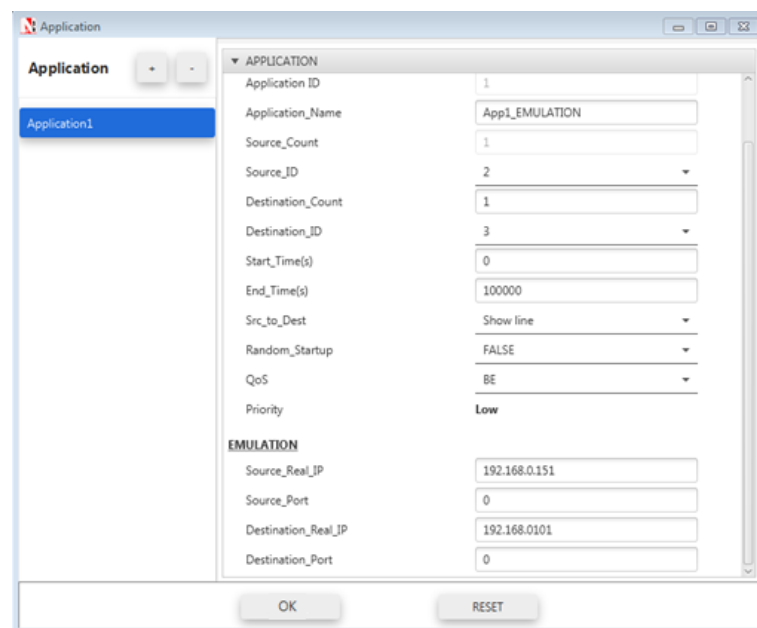 Application
Application + -
Application1
▼ APPLICATION
Application ID 1
Application_Name App1_EMULATION
Source_Count 1
Source_ID 2
Destination_Count 1
Destination_ID 3
Start_Time(s) 0
End_Time(s) 100000
Src_to_Dest Show line
Random_Startup FALSE
QoS BE
Priority Low
EMULATION
Source_Real_IP 192.168.0.151
Source_Port 0
Destination_Real_IP 192.168.0101
Destination_Port 0
OK RESET